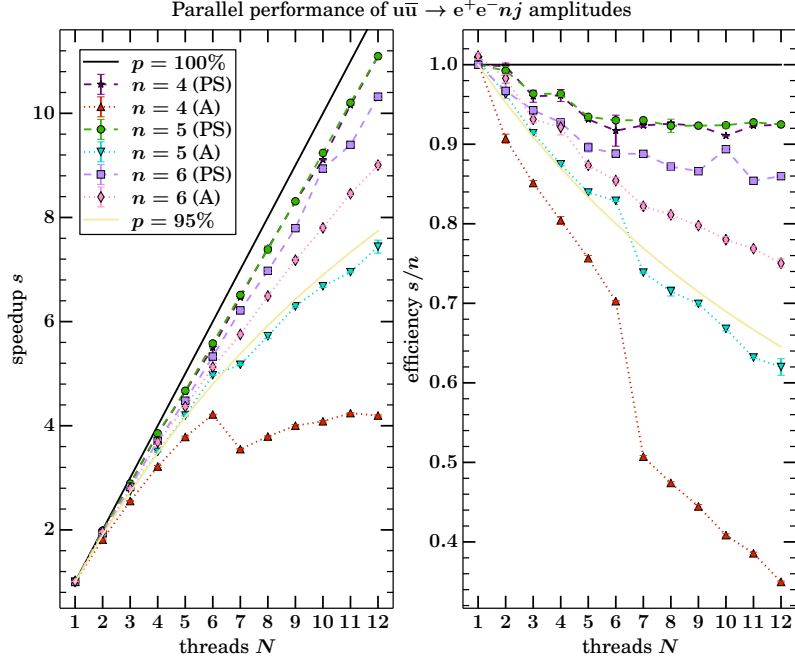 Parallel performance of uū → e⁺e⁻nj amplitudes
p = 100%
n = 4 (PS)
n = 4 (A)
n = 5 (PS)
n = 5 (A)
n = 6 (PS)
n = 6 (A)
p = 95%
speedup s
10
8
6
4
2
1 2 3 4 5 6 7 8 9 10 11 12
threads N
efficiency s/n
1.0
0.9
0.8
0.7
0.6
0.5
0.4
1 2 3 4 5 6 7 8 9 10 11 12
threads N